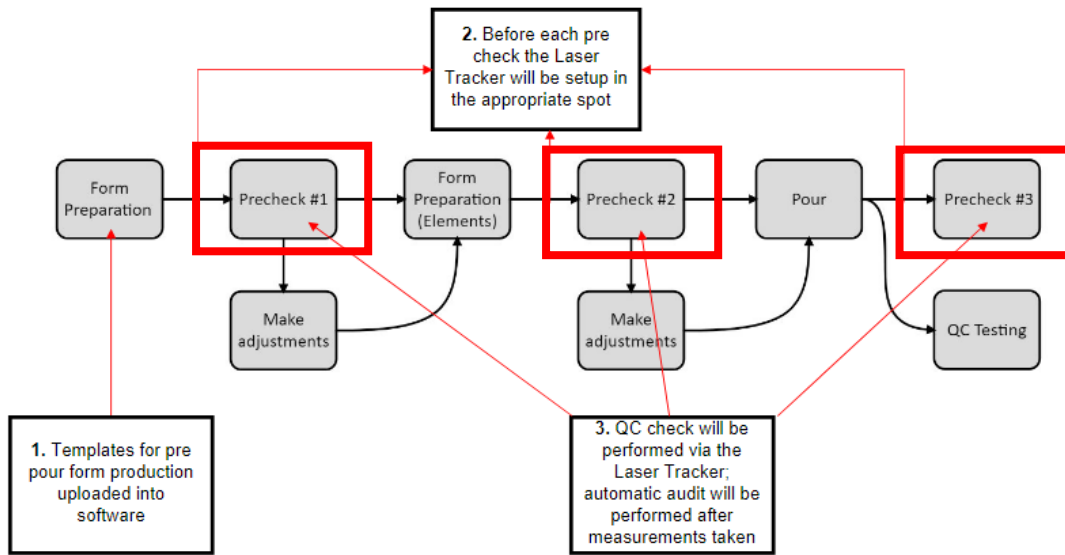 2. Before each pre
check the Laser
Tracker will be setup in
the appropriate spot
Form
Preparation
Precheck #1
Form
Preparation
(Elements)
Precheck #2
Pour
Precheck #3
Make
adjustments
Make
adjustments
QC Testing
1. Templates for pre
pour form production
uploaded into
software
3. QC check will be
performed via the
Laser Tracker;
automatic audit will be
performed after
measurements taken